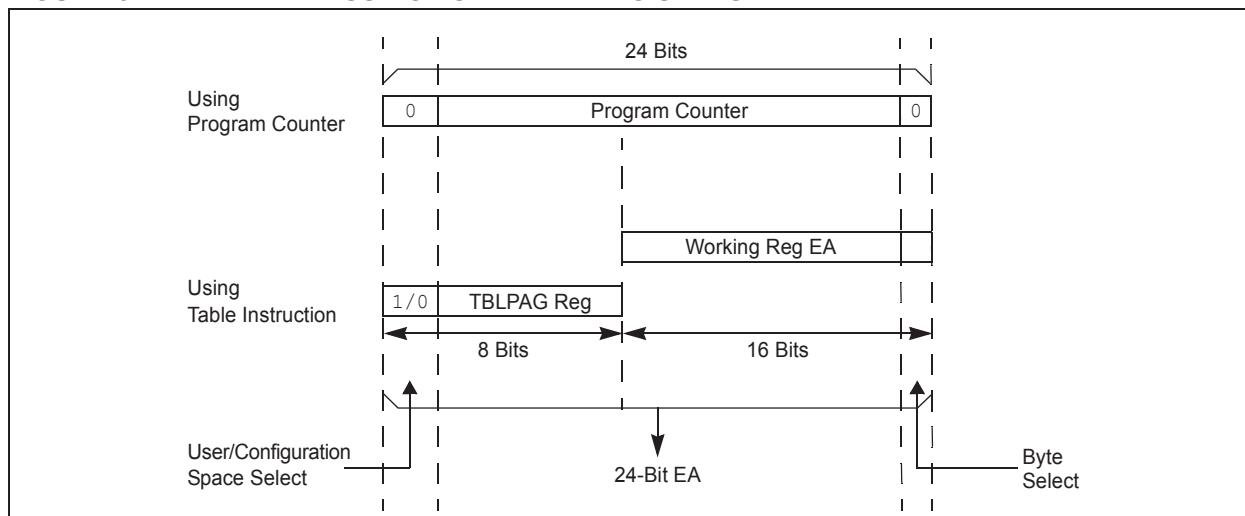 24 Bits
Using
Program Counter
0
Program Counter
0
Working Reg EA
Using
Table Instruction
1/0
TBLPAG Reg
8 Bits
16 Bits
User/Configuration
Space Select
24-Bit EA
Byte
Select